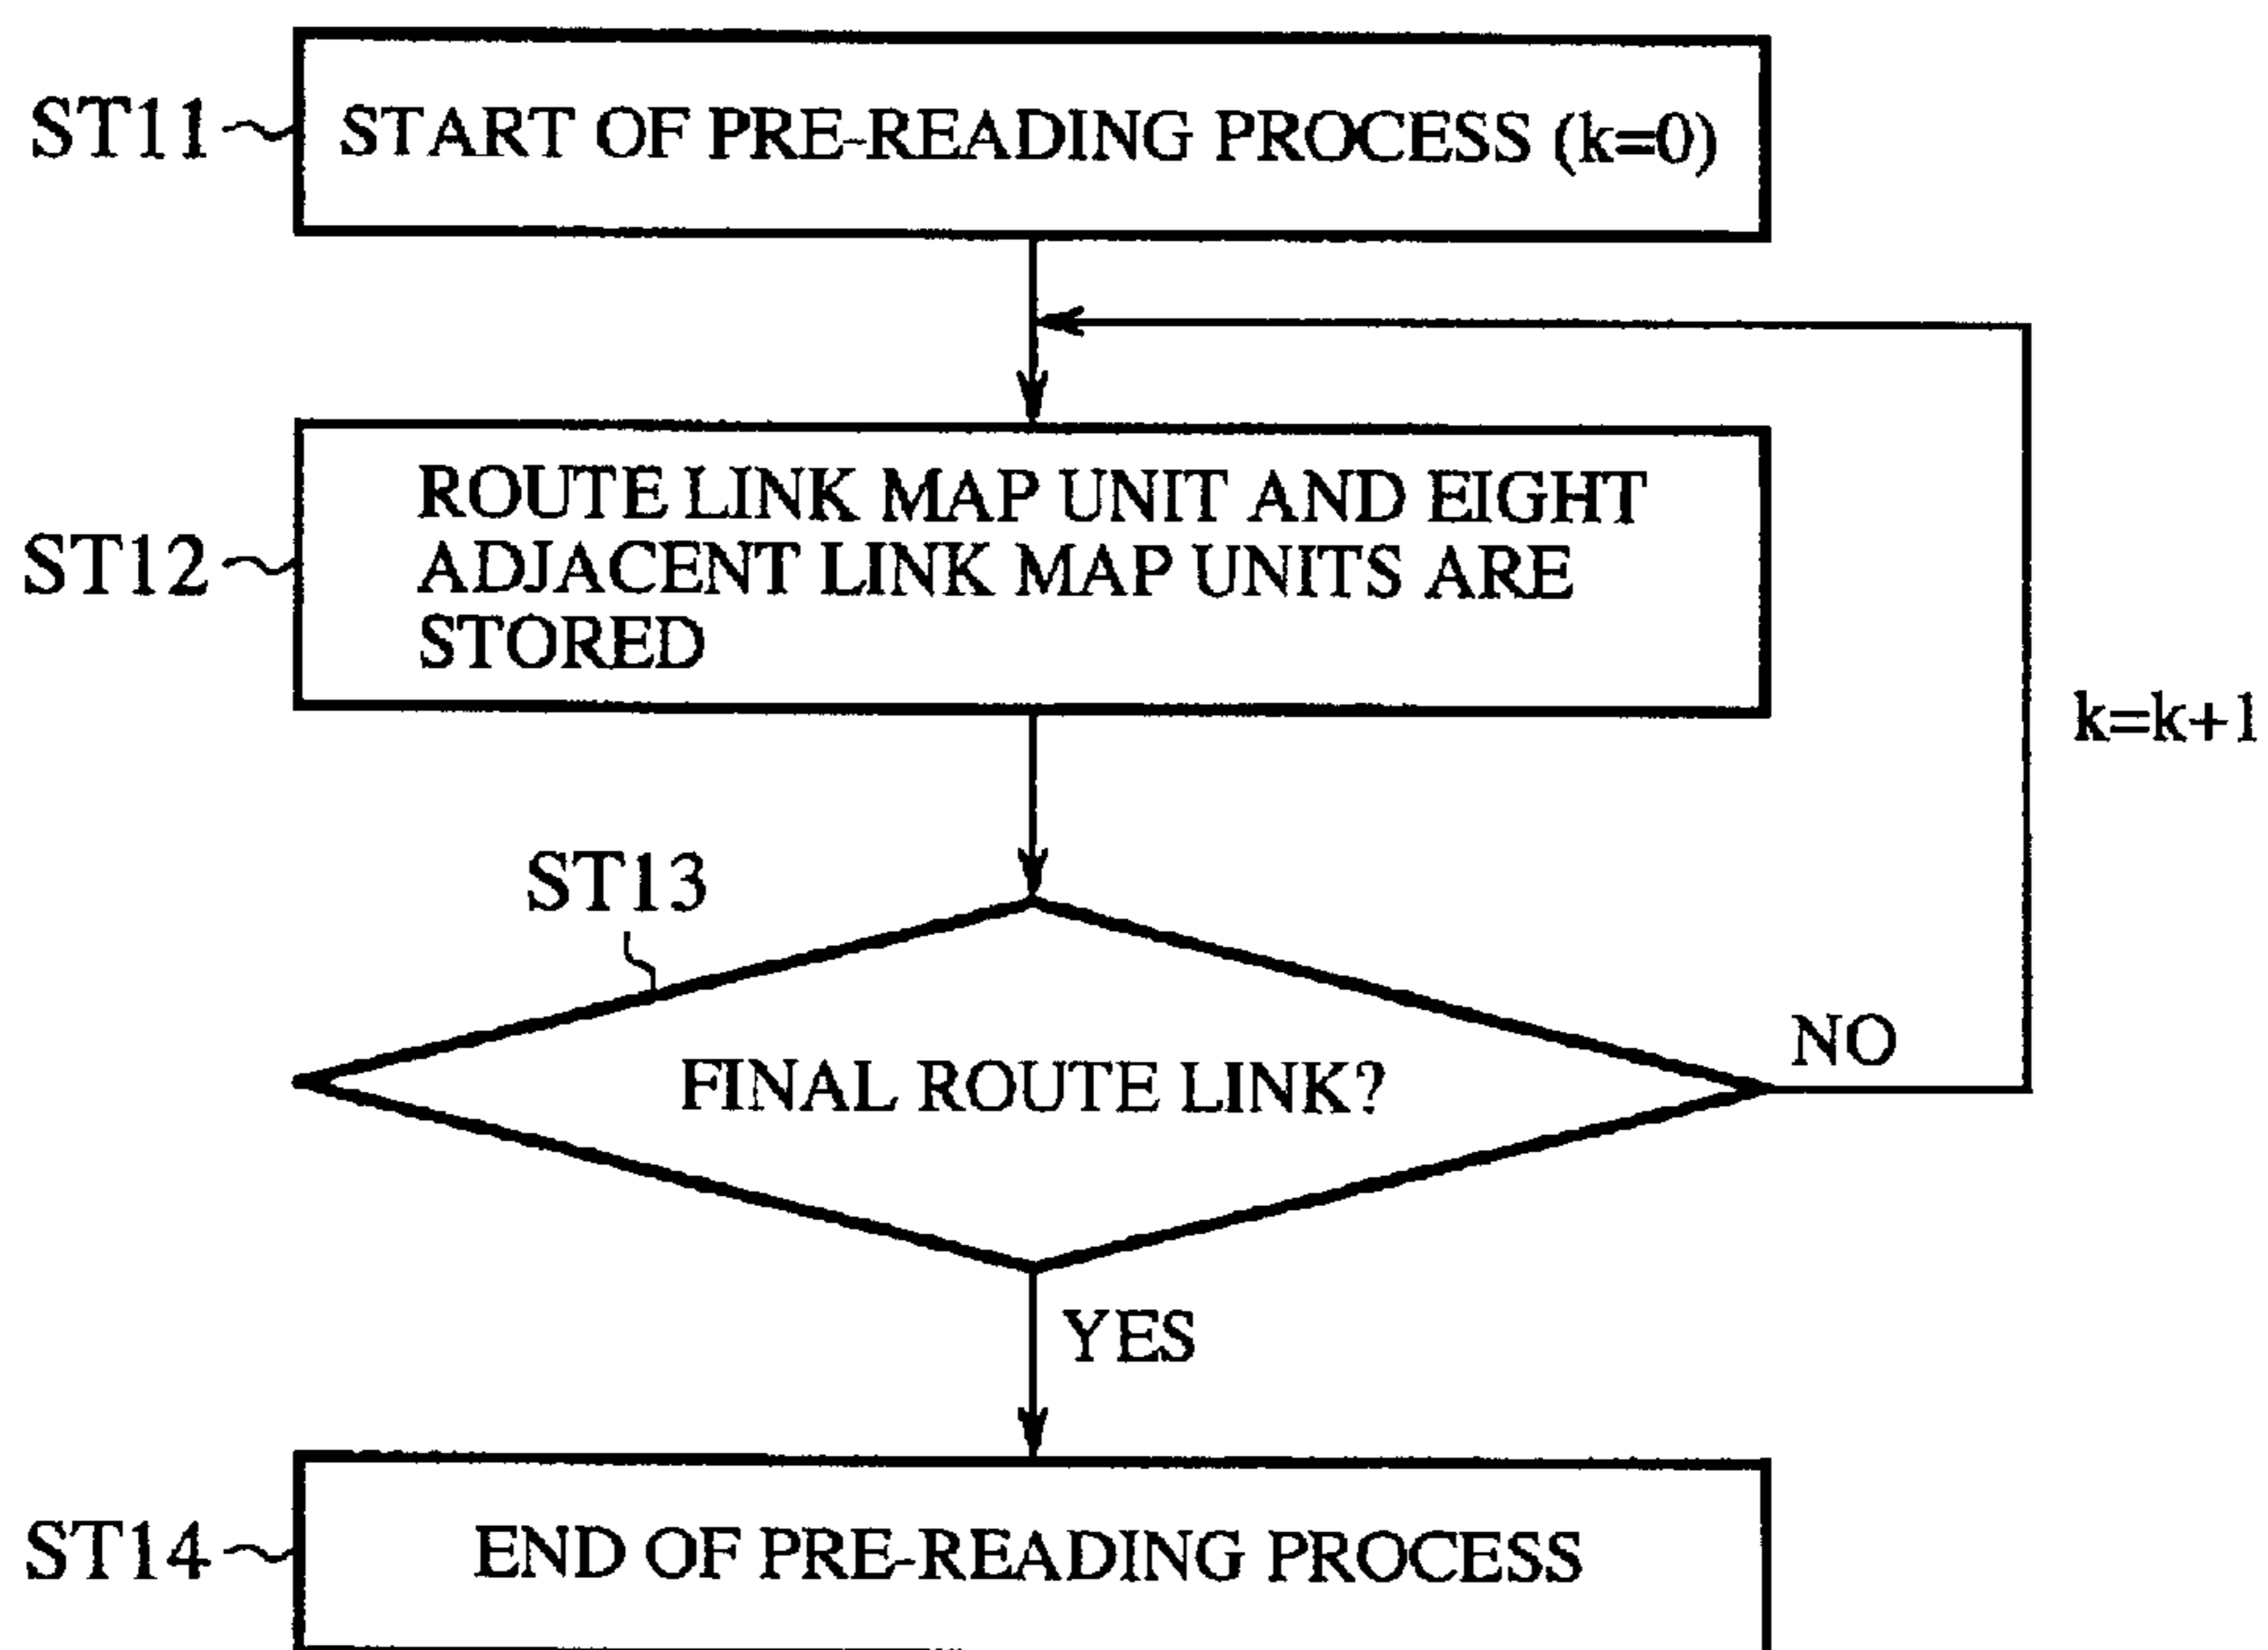 ST11
START OF PRE-READING PROCESS (k=0)
ST12
ROUTE LINK MAP UNIT AND EIGHT
ADJACENT LINK MAP UNITS ARE
STORED
k=k+1
ST13
FINAL ROUTE LINK?
NO
YES
ST14
END OF PRE-READING PROCESS